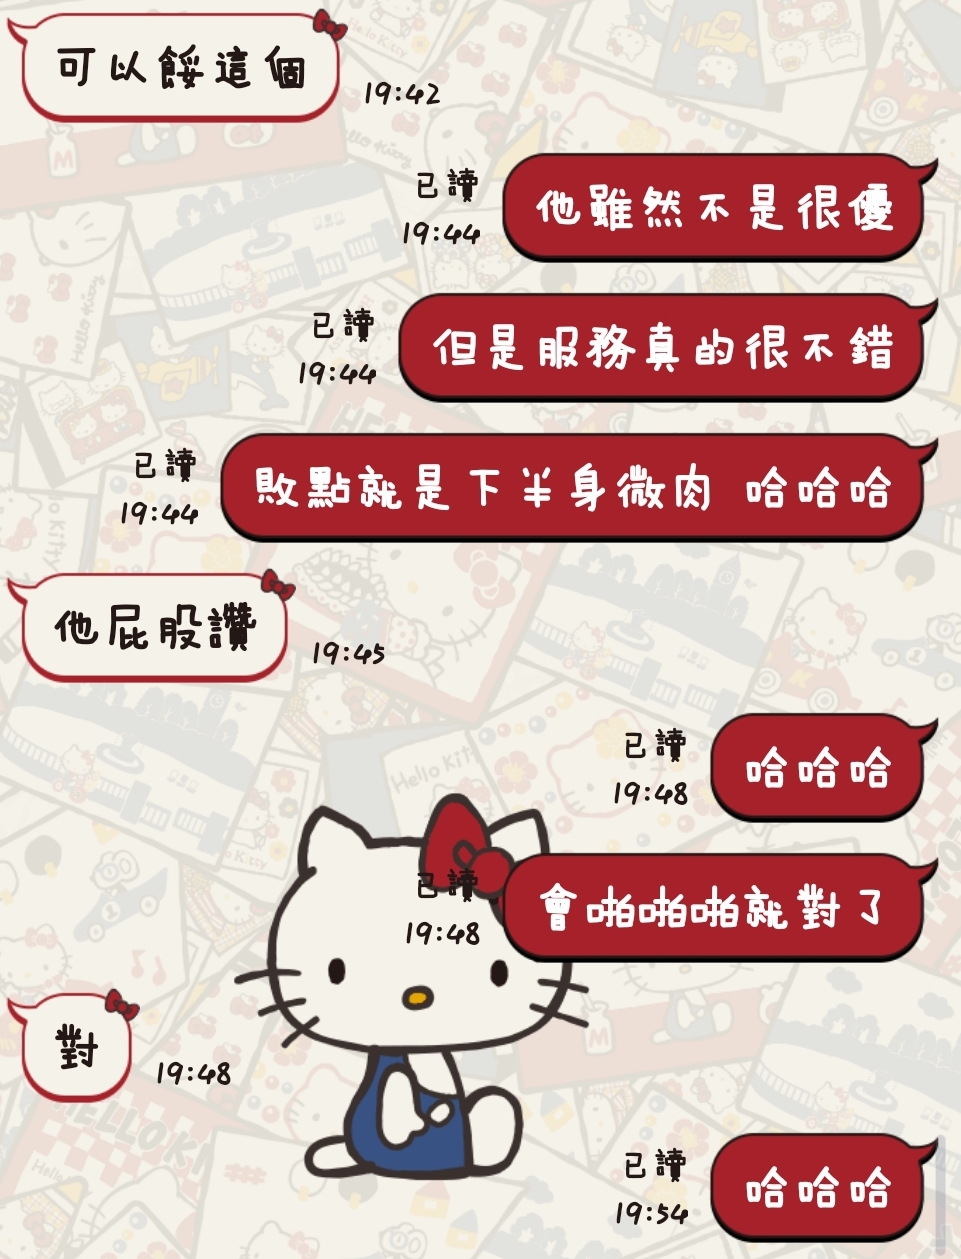 可以餒這個
19:42
他雖然不是很優
已讀
19:44
但是服務真的很不錯
已讀
19:44
敗點就是下半身微肉 哈哈哈
已讀
19:44
他屁股讚
19:45
哈哈哈
已讀
19:48
會啪啪啪就對了
已讀
19:48
對
19:48
哈哈哈
已讀
19:54